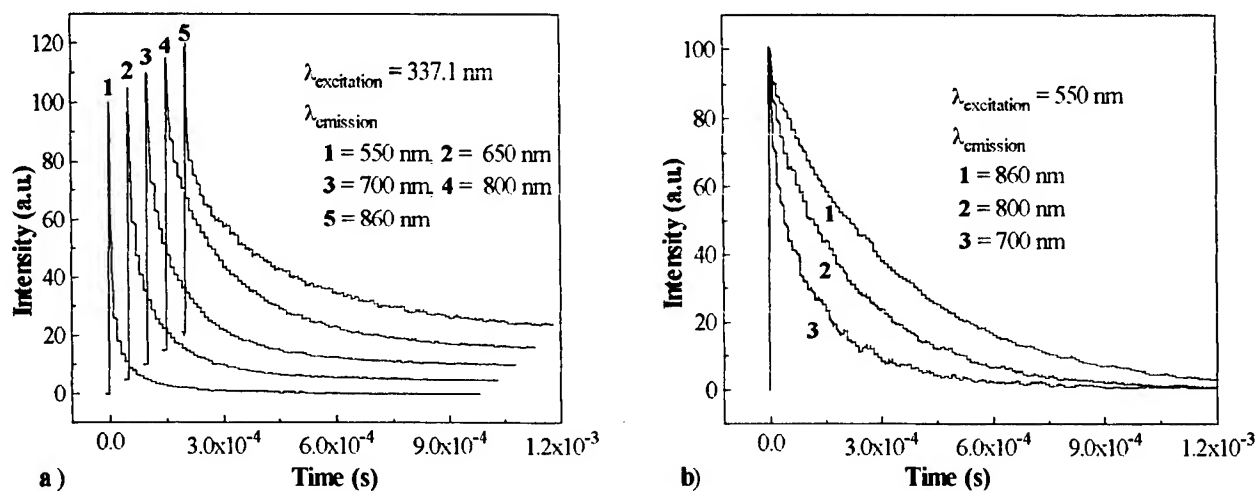 120
100
80
60
40
20
0
Intensity (a.u.)
1
2
3
4
5
λexcitation = 337.1 nm
λemission
1 = 550 nm, 2 = 650 nm
3 = 700 nm, 4 = 800 nm
5 = 860 nm
0.0
3.0x10-4
6.0x10-4
9.0x10-4
1.2x10-3
Time (s)
a )
100
80
60
40
20
0
Intensity (a.u.)
λexcitation = 550 nm
λemission
1 = 860 nm
2 = 800 nm
3 = 700 nm
1
2
3
0.0
3.0x10-4
6.0x10-4
9.0x10-4
1.2x10-3
Time (s)
b)